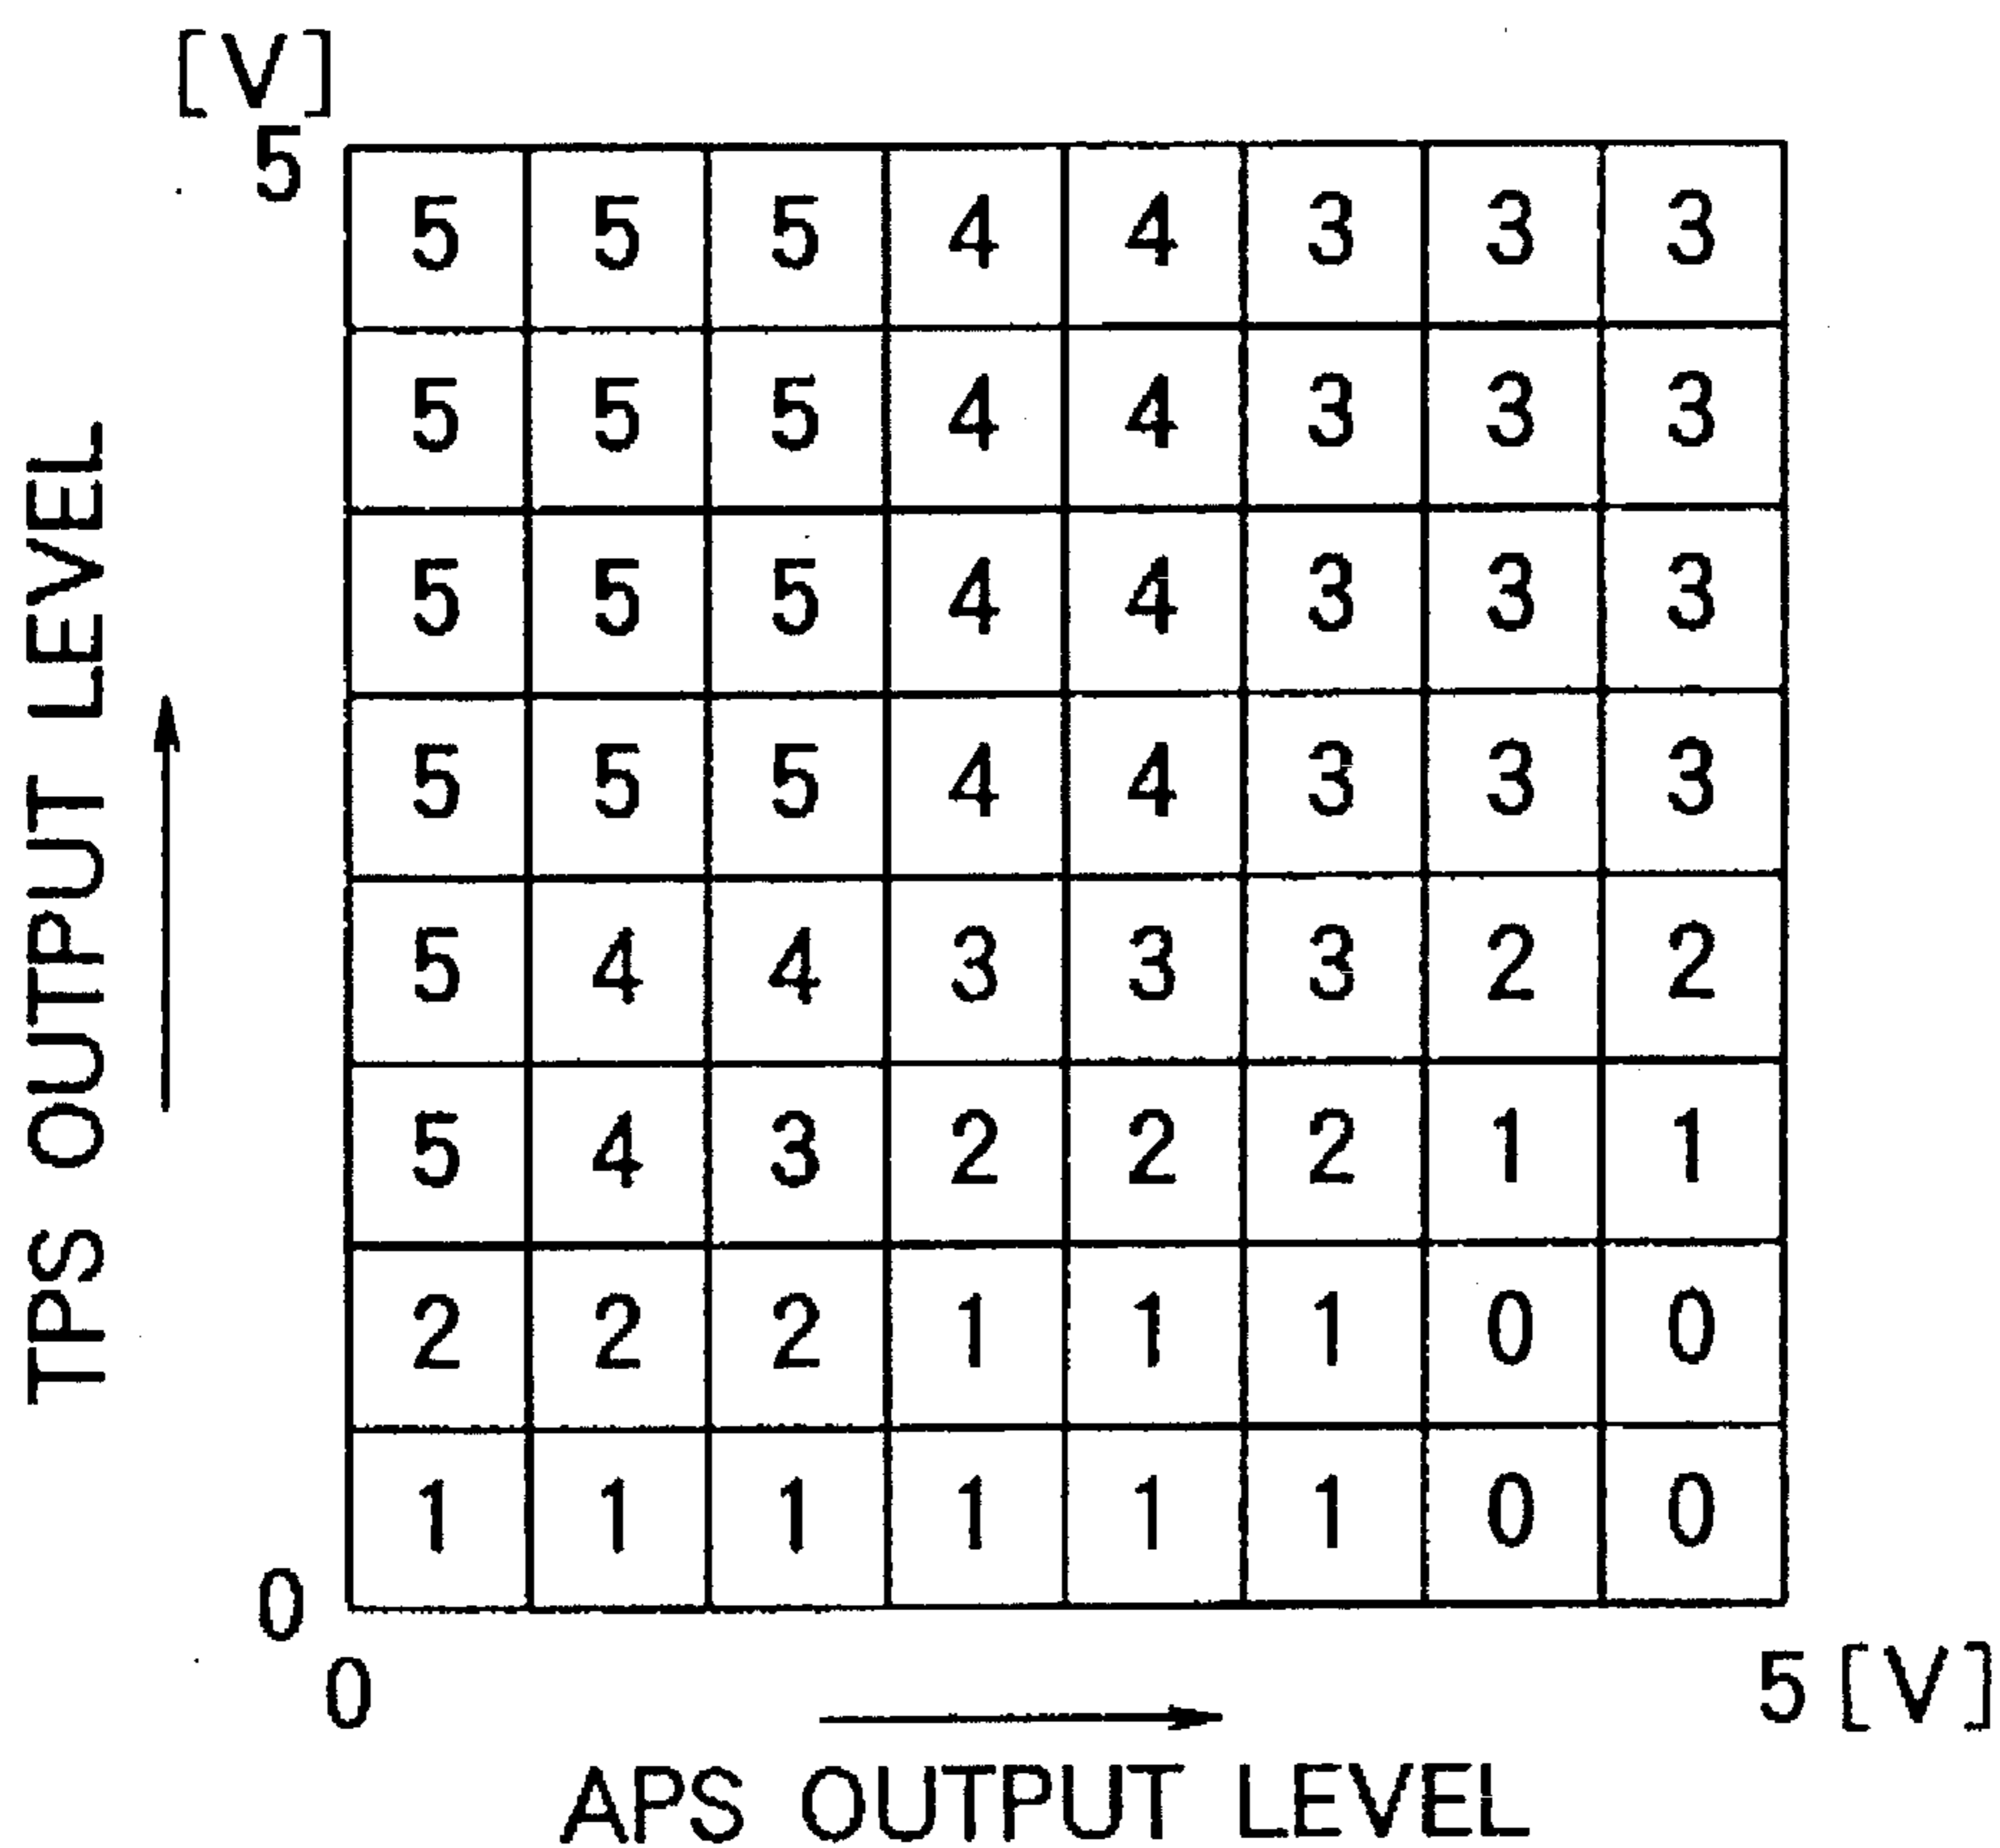 [V]
5
5 5 5 4 4 3 3 3
5 5 5 4 4 3 3 3
5 5 5 4 4 3 3 3
5 5 5 4 4 3 3 3
5 4 4 3 3 3 2 2
5 4 3 2 2 2 1 1
2 2 2 1 1 1 0 0
1 1 1 1 1 1 0 0
0
TPS OUTPUT LEVEL
0
5 [V]
APS OUTPUT LEVEL